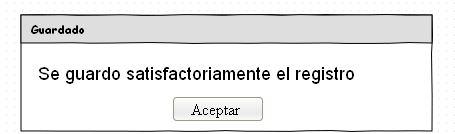 Guardado
Se guardo satisfactoriamente el registro
Aceptar